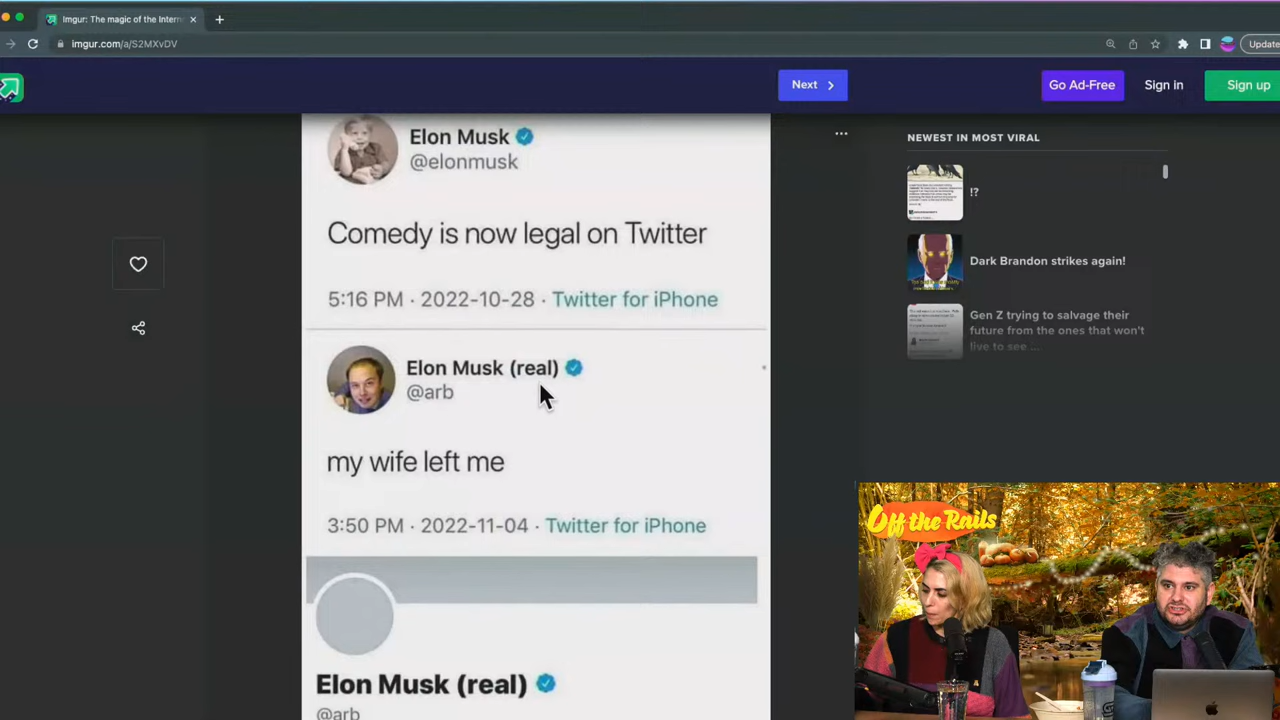 Imgur: The magic of the Intern
imgur.com/a/S2MXvDV
Update
Next
Go Ad-Free
Sign in
Sign up
Elon Musk
@elonmusk
Comedy is now legal on Twitter
5:16 PM · 2022-10-28 · Twitter for iPhone
Elon Musk (real)
@arb
my wife left me
3:50 PM · 2022-11-04 · Twitter for iPhone
Elon Musk (real)
@arb
NEWEST IN MOST VIRAL
!?
Dark Brandon strikes again!
Gen Z trying to salvage their
future from the ones that won't
live to see ...
Off the Rails